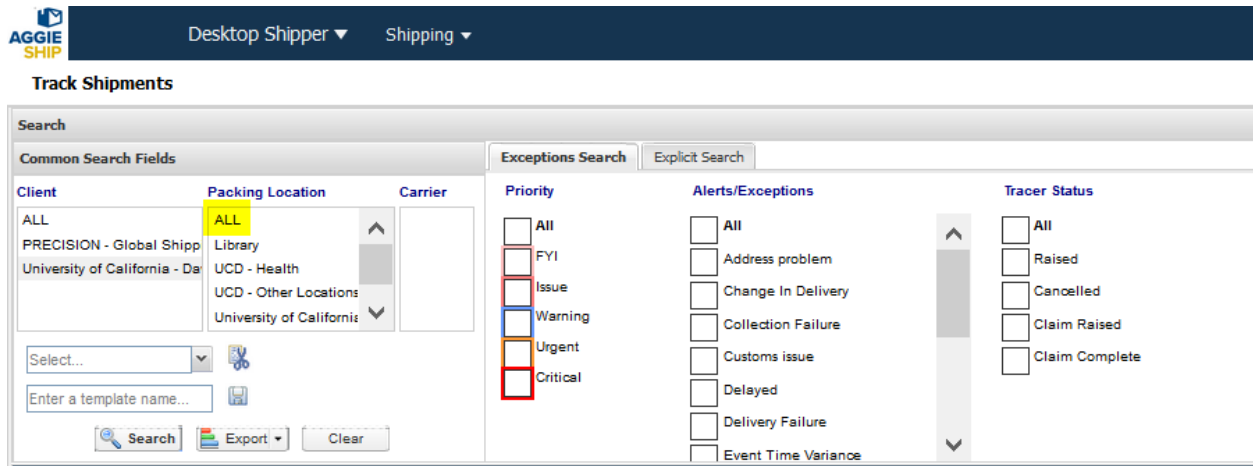 AGGIE
SHIP
Desktop Shipper Shipping
Track Shipments
Search
Common Search Fields
Client
ALL
PRECISION - Global Shipp
University of California - Da
Packing Location
ALL
Library
UCD - Health
UCD - Other Locations
University of California
Carrier
Select...
Enter a template name...
Search Export Clear
Exceptions Search Explicit Search
Priority
All
FYI
Issue
Warning
Urgent
Critical
Alerts/Exceptions
All
Address problem
Change In Delivery
Collection Failure
Customs issue
Delayed
Delivery Failure
Event Time Variance
Tracer Status
All
Raised
Cancelled
Claim Raised
Claim Complete